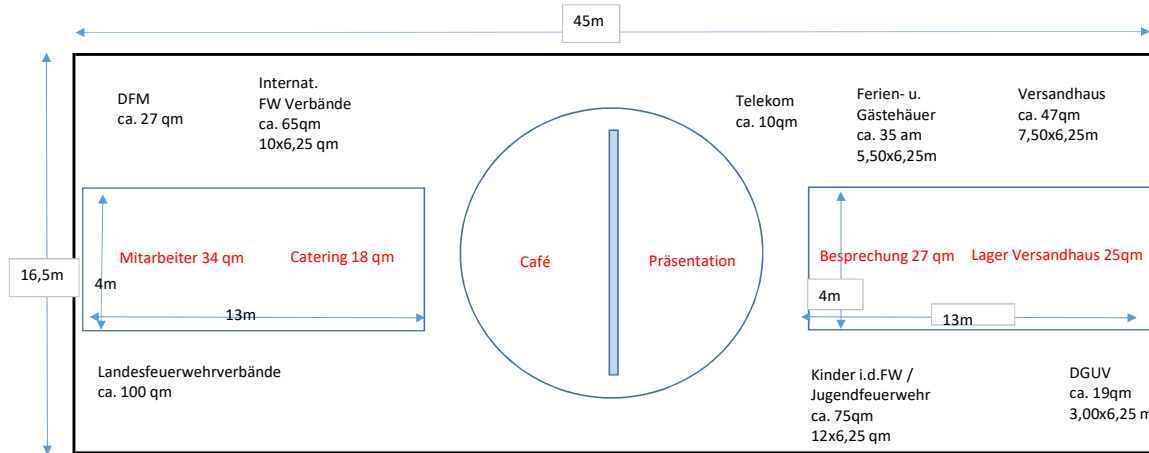 45m
DFM
ca. 27 qm
Internat.
FW Verbände
ca. 65qm
10x6,25 qm
Telekom
ca. 10qm
Ferien- u.
Gästehäuer
ca. 35 am
5,50x6,25m
Versandhaus
ca. 47qm
7,50x6,25m
16,5m
Mitarbeiter 34 qm
Catering 18 qm
4m
13m
Café
Präsentation
Besprechung 27 qm
Lager Versandhaus 25qm
4m
13m
Landesfeuerwehrverbände
ca. 100 qm
Kinder i.d.FW /
Jugendfeuerwehr
ca. 75qm
12x6,25 qm
DGUV
ca. 19qm
3,00x6,25 m